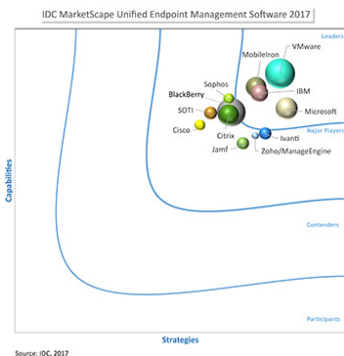 IDC MarketScape Unified Endpoint Management Software 2017
Leaders
VMware
MobileIron
Sophos
IBM
BlackBerry
SOTI
Microsoft
Cisco
Citrix
Major Players
Ivanti
Jamf
Zoho/ManageEngine
Capabilities
Contenders
Participants
Strategies
Source: IDC, 2017